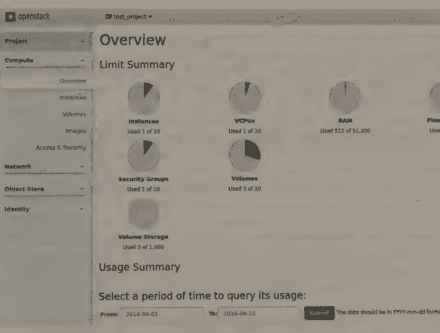 openstack
test_project
Project
Compute
Overview
Instances
Volumes
Images
Access & Security
Network
Object Store
Identity
Overview
Limit Summary
Instances
Used 1 of 10
VCPUs
Used 1 of 20
RAM
Used 512 of 51,200
Security Groups
Used 1 of 10
Volumes
Used 3 of 10
Volume Storage
Used 3 of 1,000
Usage Summary
Select a period of time to query its usage:
From: 2016-04-01 To: 2016-04-22 Submit The date should be in YYYY-mm-dd